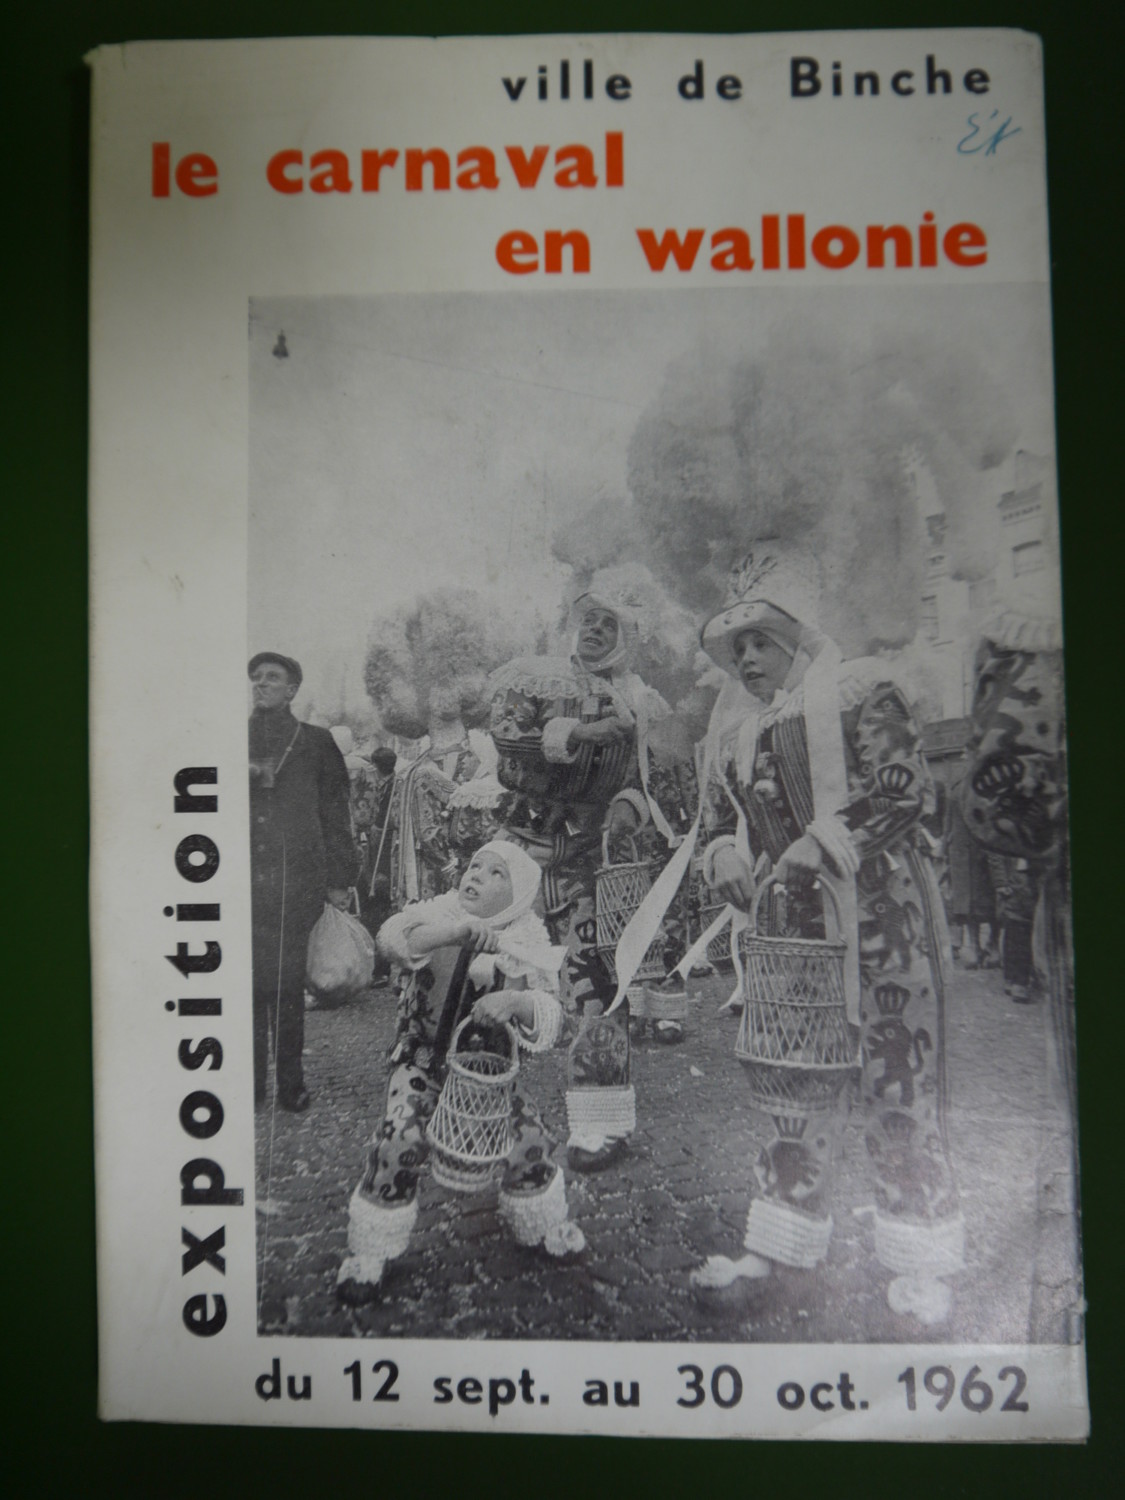 ville de Binche
le carnaval
en wallonie
exposition
du 12 sept. au 30 oct. 1962